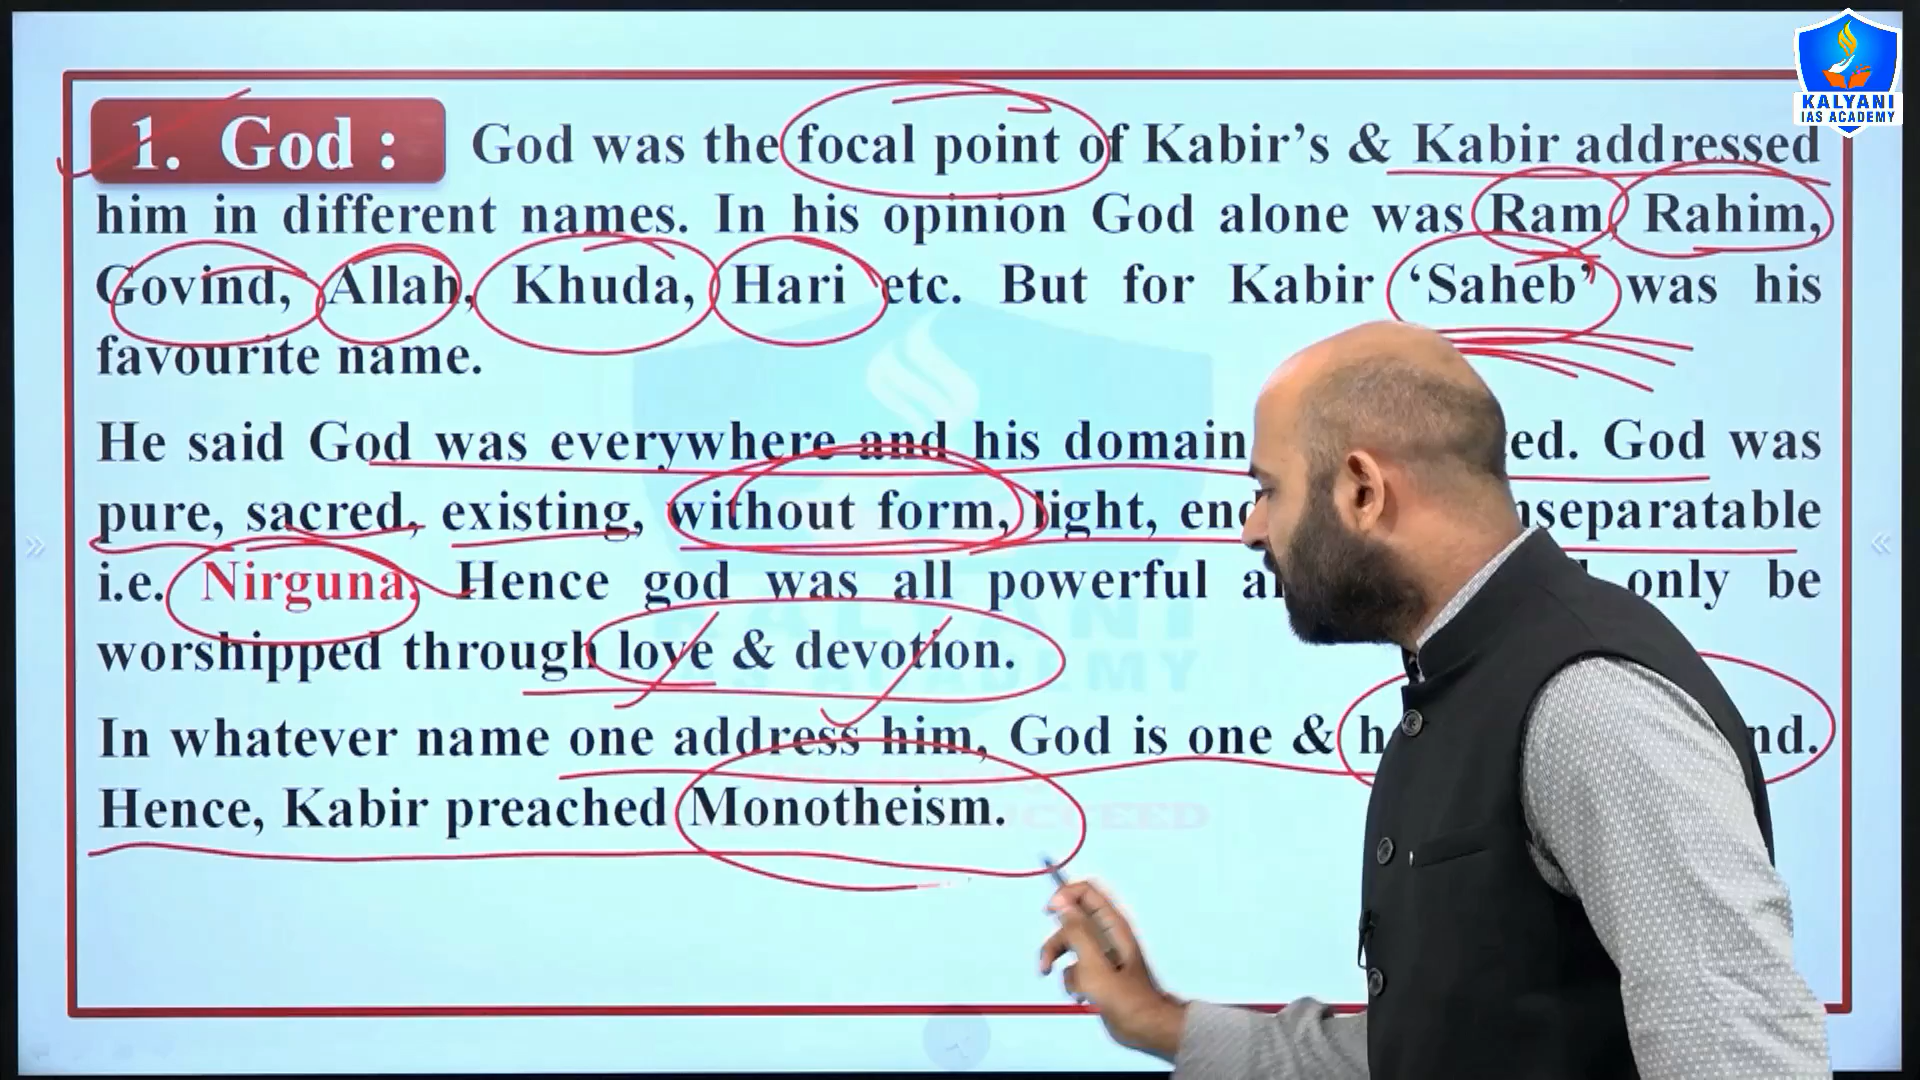 KALYANI
IAS ACADEMY
1. God : God was the focal point of Kabir's & Kabir addressed
him in different names. In his opinion God alone was Ram, Rahim,
Govind, Allah, Khuda, Hari etc. But for Kabir ‘Saheb’ was his
favourite name.
He said God was everywhere and his domain God was
pure, sacred, existing, without form, light,
i.e. Nirguna. Hence god was all powerful only be
worshipped through love & devotion.
In whatever name one address him, God is one &
Hence, Kabir preached Monotheism.
KALYANI
IAS ACADEMY